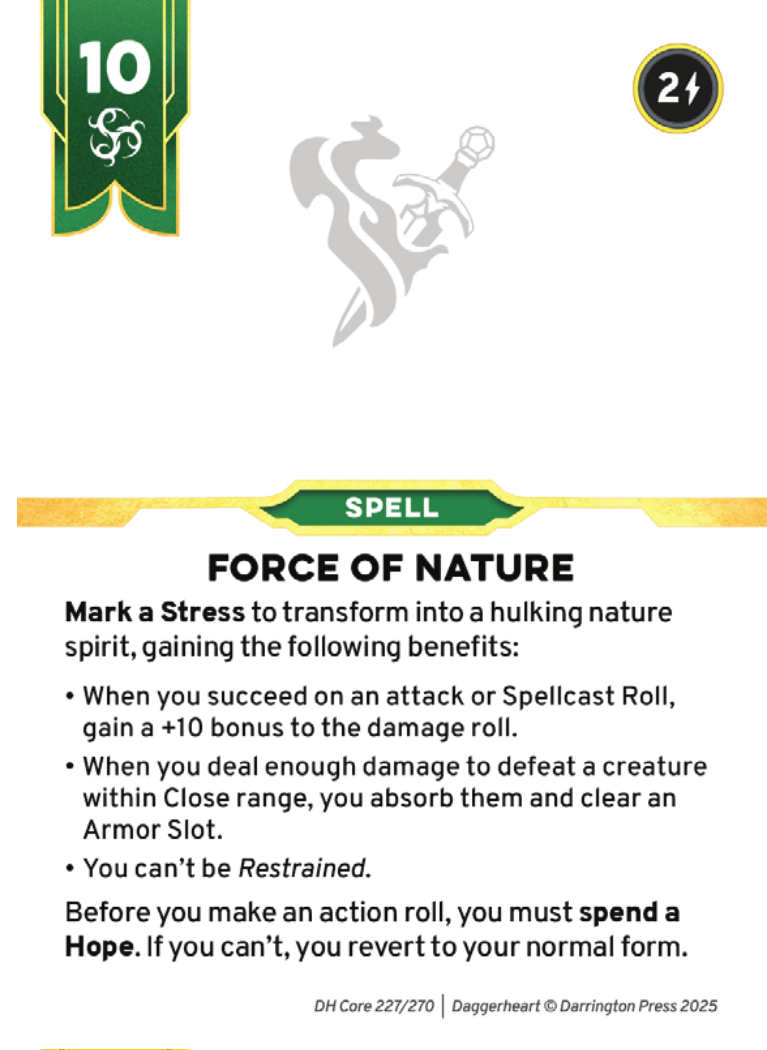 10
2
SPELL
FORCE OF NATURE
Mark a Stress to transform into a hulking nature
spirit, gaining the following benefits:
• When you succeed on an attack or Spellcast Roll,
gain a +10 bonus to the damage roll.
• When you deal enough damage to defeat a creature
within Close range, you absorb them and clear an
Armor Slot.
• You can’t be Restrained.
Before you make an action roll, you must spend a
Hope. If you can’t, you revert to your normal form.
DH Core 227/270 | Daggerheart © Darrington Press 2025